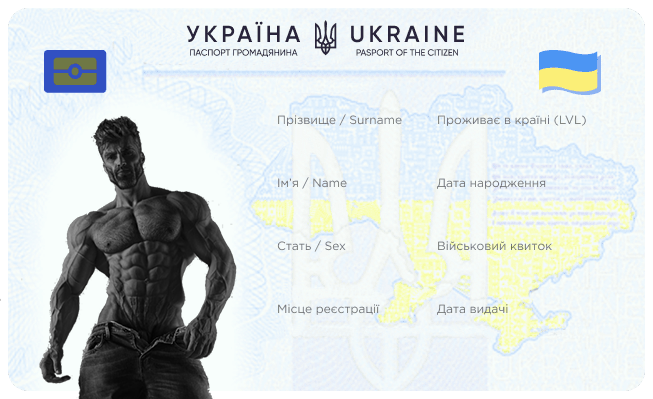 УКРАЇНА UKRAINE
ПАСПОРТ ГРОМАДЯНИНА PASPORT OF THE CITIZEN
Прізвище / Surname
Проживає в країні (LVL)
Ім'я / Name
Дата народження
Стать / Sex
Військовий квиток
Місце реєстрації
Дата видачі